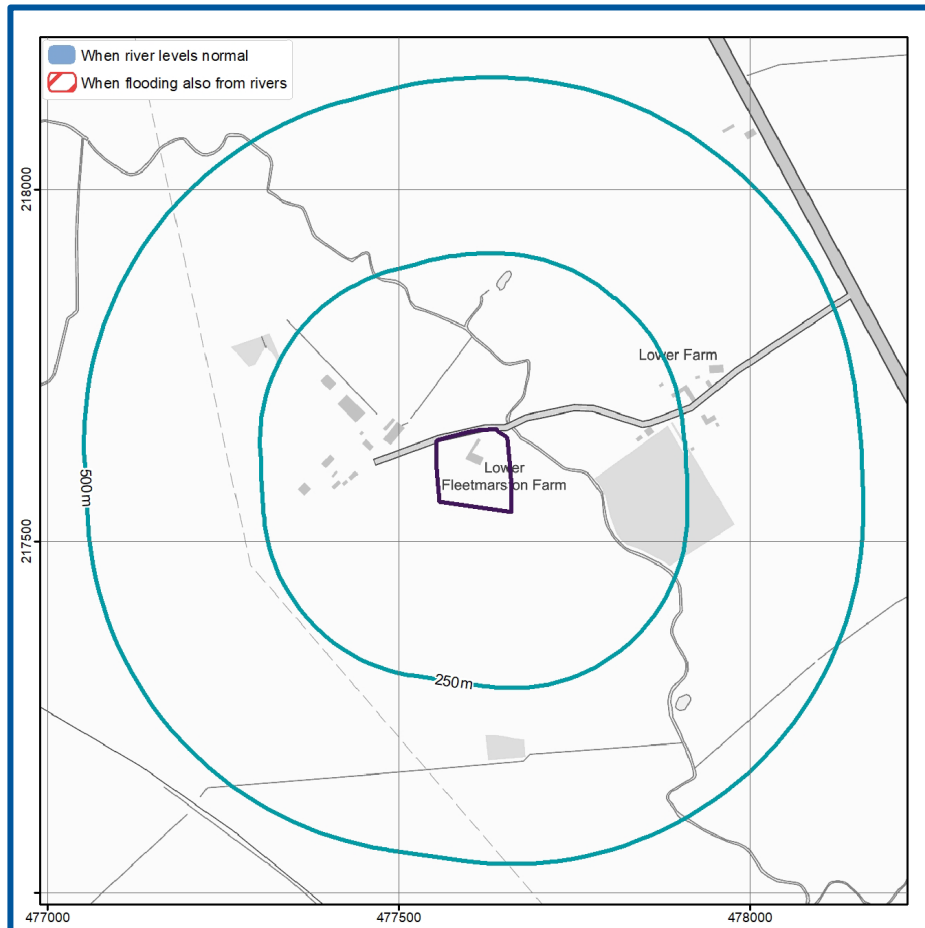 When river levels normal
When flooding also from rivers
218000
Lower Farm
500m
Lower
Fleetmarston Farm
217500
250m
477000
477500
478000